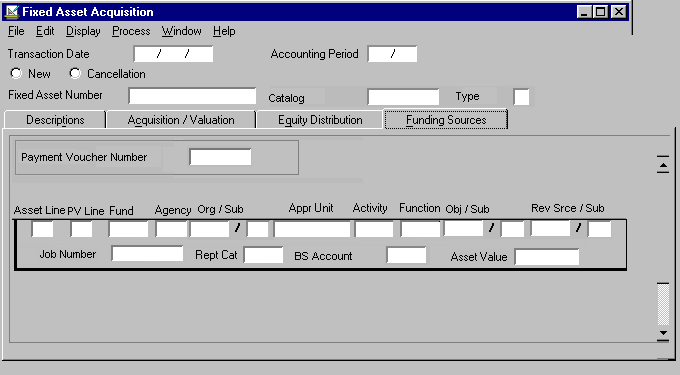 Fixed Asset Acquisition
File Edit Display Process Window Help
Transaction Date / / Accounting Period /
New Cancellation
Fixed Asset Number Catalog Type
Descriptions Acquisition / Valuation Equity Distribution Funding Sources
Payment Voucher Number
Asset Line PV Line Fund Agency Org / Sub Appr Unit Activity Function Obj / Sub Rev Srce / Sub
/ / /
Job Number Rept Cat BS Account Asset Value